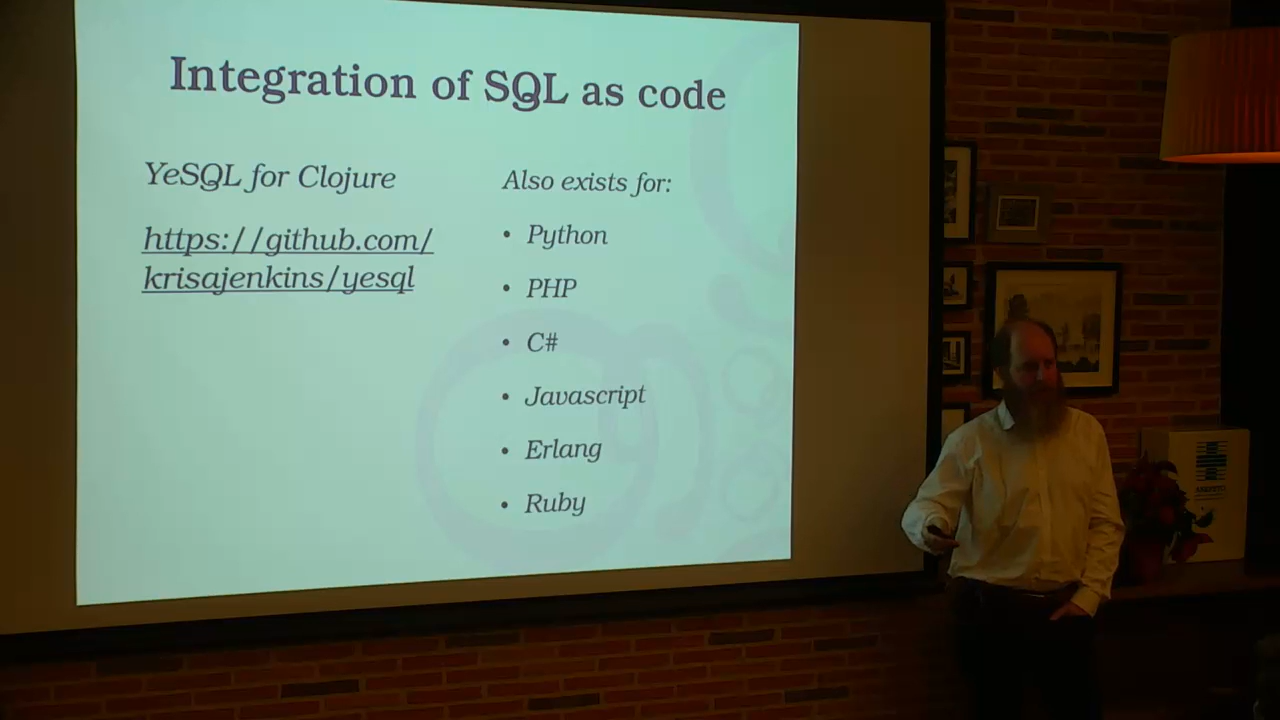 Integration of SQL as code
YeSQL for Clojure
https://github.com/
krisajenkins/yesql
Also exists for:
• Python
• PHP
• C#
• Javascript
• Erlang
• Ruby